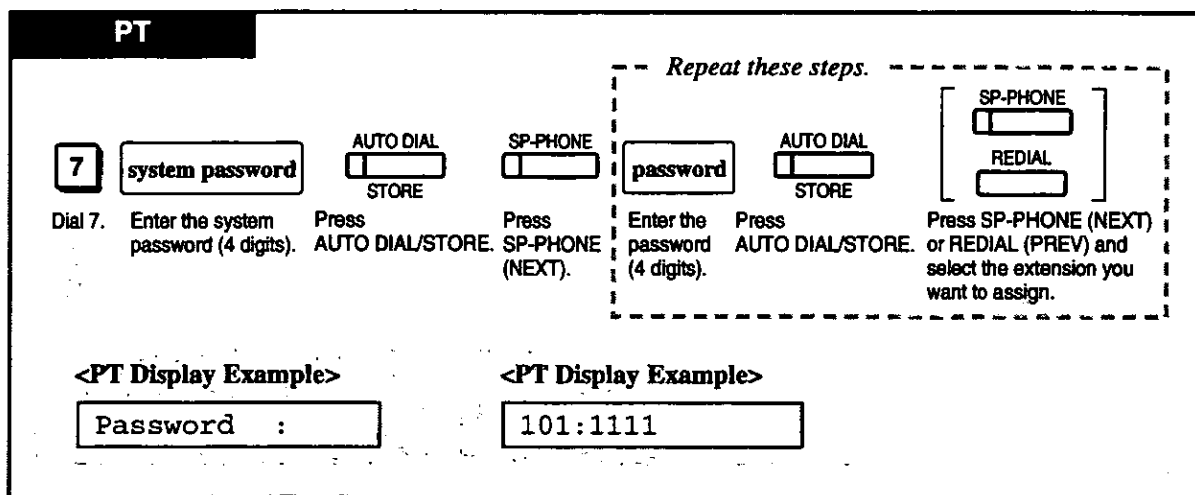 PT
Repeat these steps.
SP-PHONE
AUTO DIAL
SP-PHONE
AUTO DIAL
7
system password
password
REDIAL
STORE
STORE
Dial 7.
Enter the system
password (4 digits).
Press
AUTO DIAL/STORE.
Press
SP-PHONE
(NEXT).
Enter the
password
(4 digits).
Press
AUTO DIAL/STORE.
Press SP-PHONE (NEXT)
or REDIAL (PREV) and
select the extension you
want to assign.
<PT Display Example>
Password :
<PT Display Example>
101:1111